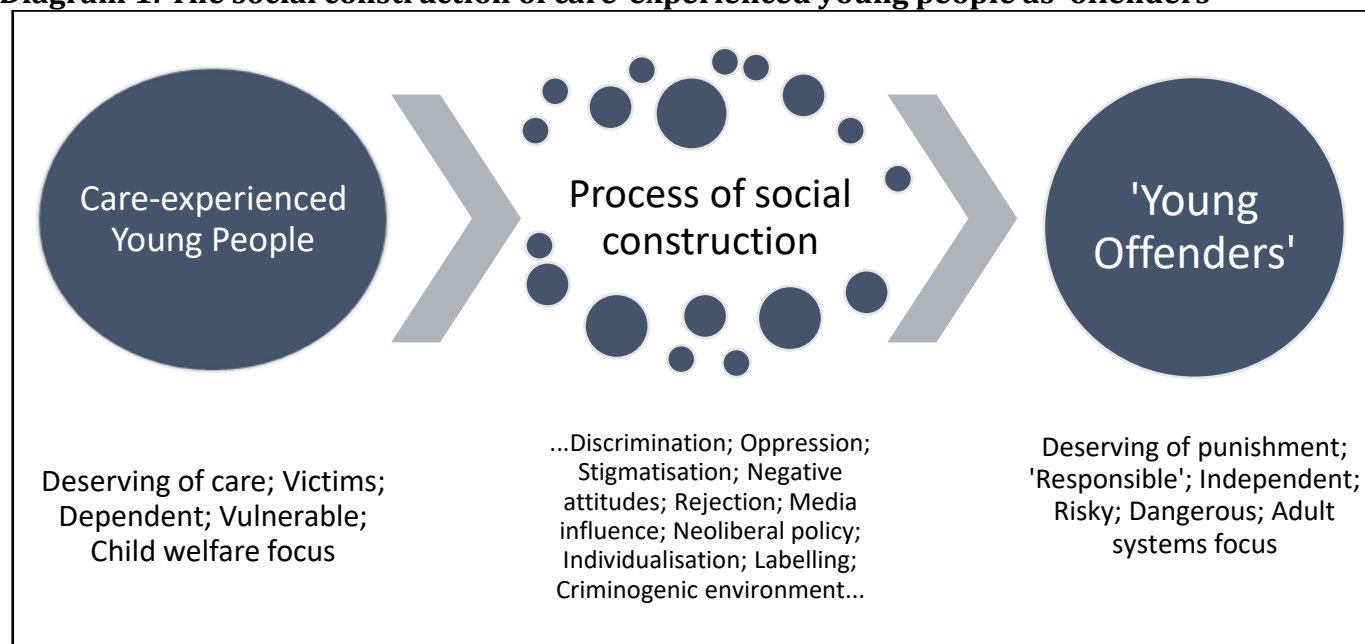 Diagram 1: The social construction of care-experienced young people as 'offenders'
Care-experienced
Young People
Process of social
construction
'Young
Offenders'
Deserving of care; Victims;
Dependent; Vulnerable;
Child welfare focus
...Discrimination; Oppression;
Stigmatisation; Negative
attitudes; Rejection; Media
influence; Neoliberal policy;
Individualisation; Labelling;
Criminogenic environment...
Deserving of punishment;
'Responsible'; Independent;
Risky; Dangerous; Adult
systems focus